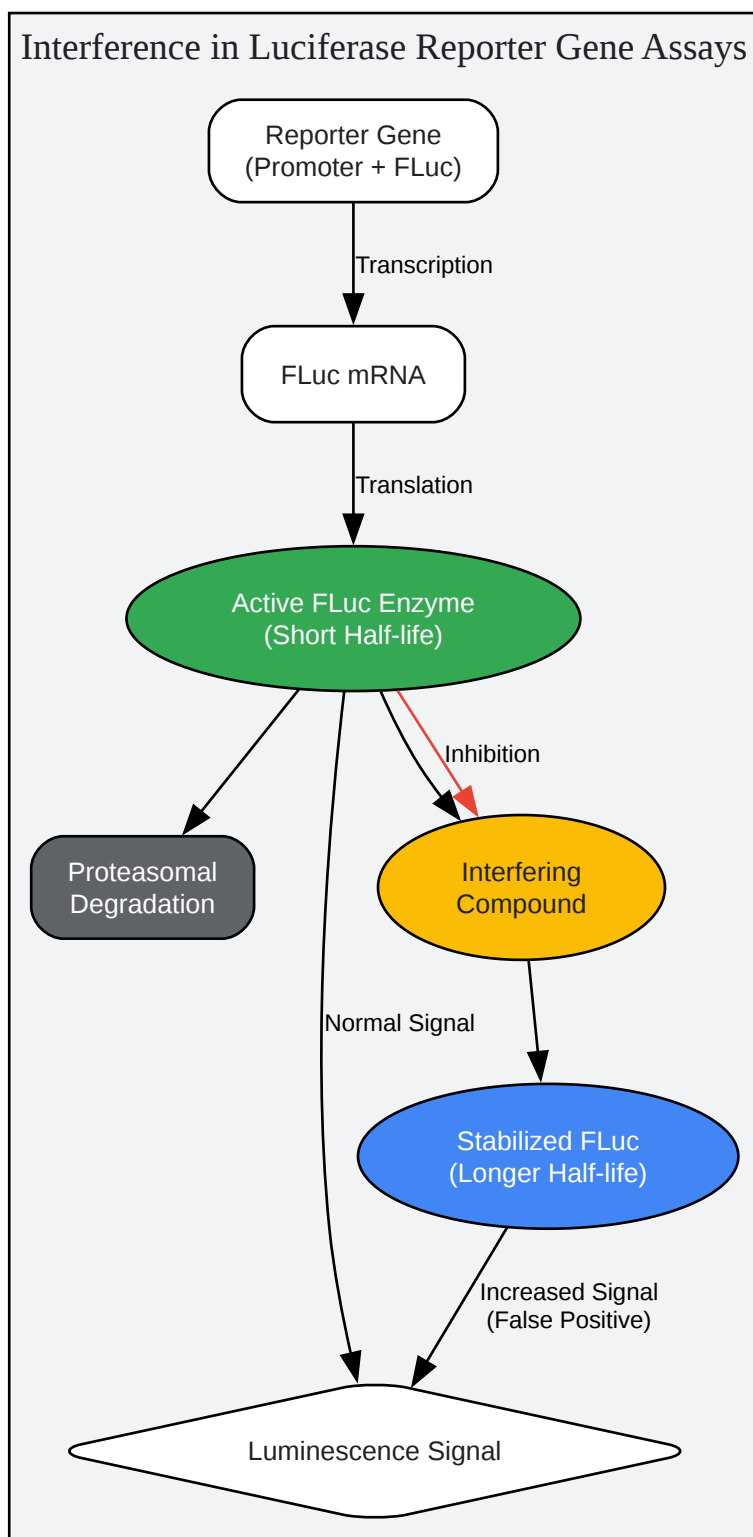 Interference in Luciferase Reporter Gene Assays
Reporter Gene
(Promoter + FLuc)
Transcription
FLuc mRNA
Translation
Active FLuc Enzyme
(Short Half-life)
Inhibition
Proteasomal
Degradation
Interfering
Compound
Normal Signal
Stabilized FLuc
(Longer Half-life)
Increased Signal
(False Positive)
Luminescence Signal